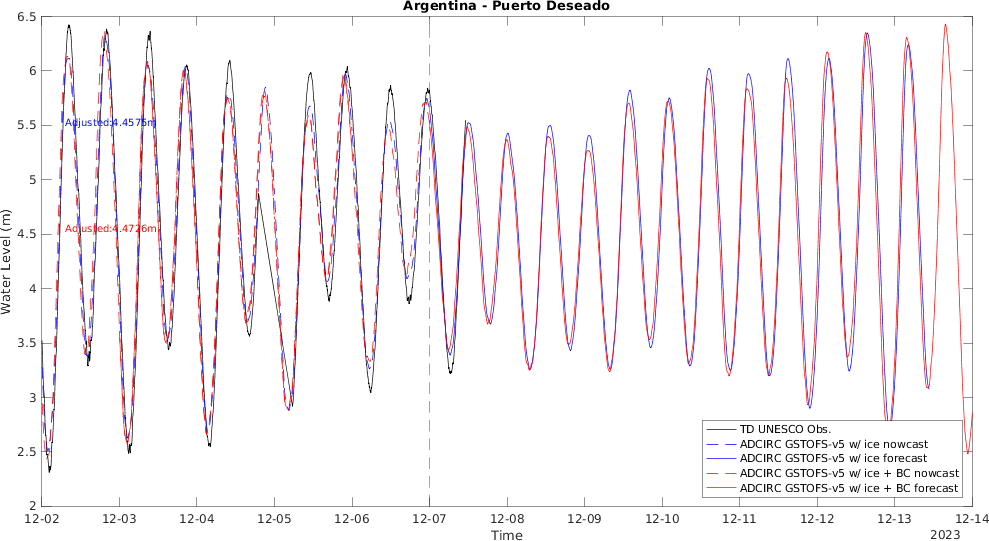 Argentina - Puerto Deseado
6.5
6
5.5
5
4.5
4
3.5
3
2.5
2
Water Level (m)
Adjusted:4.4575m
Adjusted:4.4726m
TD UNESCO Obs.
ADCIRC GSTOFS-v5 w/ ice nowcast
ADCIRC GSTOFS-v5 w/ ice forecast
ADCIRC GSTOFS-v5 w/ ice + BC nowcast
ADCIRC GSTOFS-v5 w/ ice + BC forecast
12-02 12-03 12-04 12-05 12-06 12-07 12-08 12-09 12-10 12-11 12-12 12-13 12-14
Time
2023